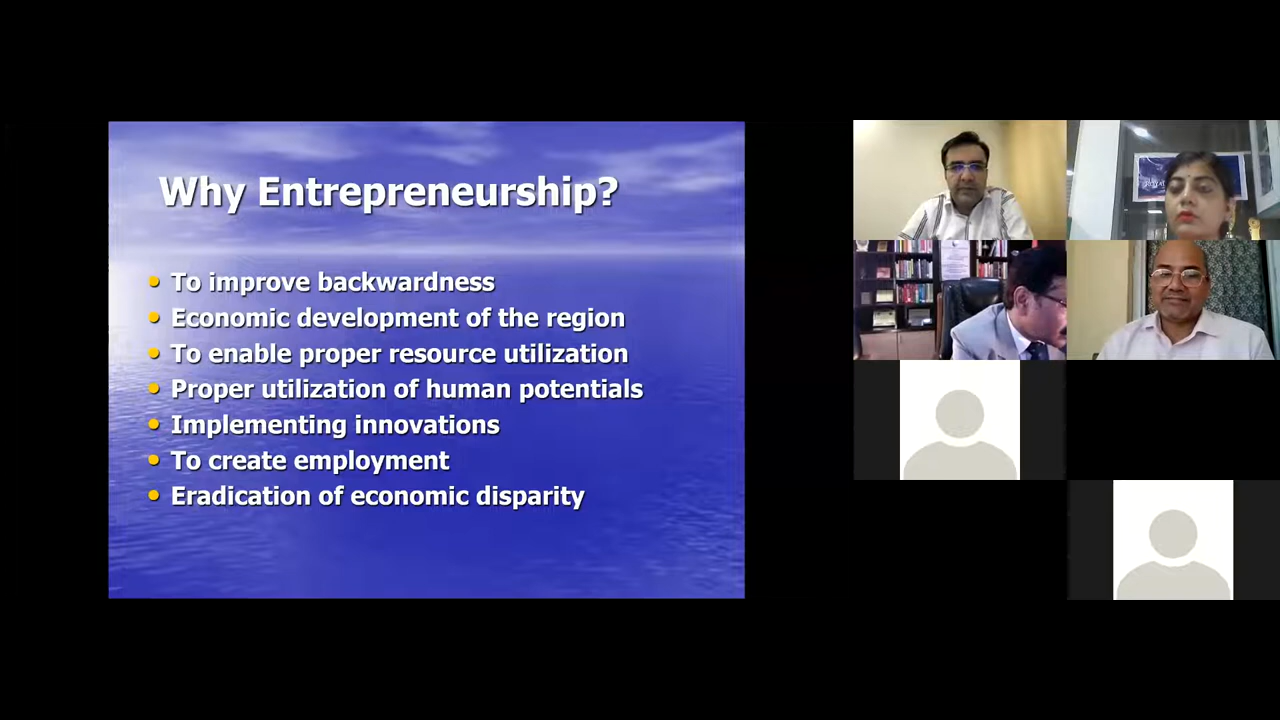 Why Entrepreneurship?
• To improve backwardness
• Economic development of the region
• To enable proper resource utilization
• Proper utilization of human potentials
• Implementing innovations
• To create employment
• Eradication of economic disparity